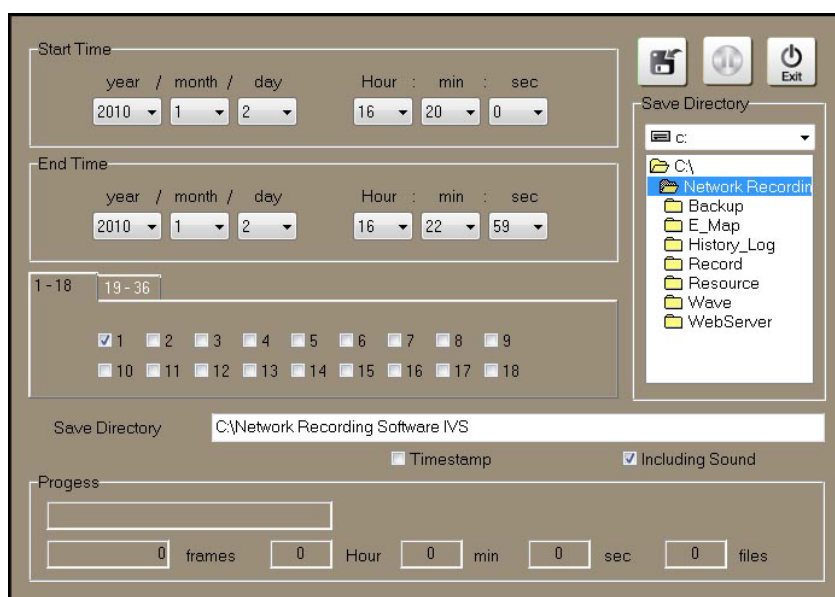 Start Time
year / month / day Hour : min : sec
2010 1 2 16 20 0
Exit
Save Directory
c:
End Time
year / month / day Hour : min : sec
2010 1 2 16 22 59
C:\
Network Recordin
Backup
E_Map
History_Log
Record
Resource
Wave
WebServer
1 - 18 19 - 36
1 2 3 4 5 6 7 8 9
10 11 12 13 14 15 16 17 18
Save Directory C:\Network Recording Software IVS
Timestamp Including Sound
Progess
0 frames 0 Hour 0 min 0 sec 0 files